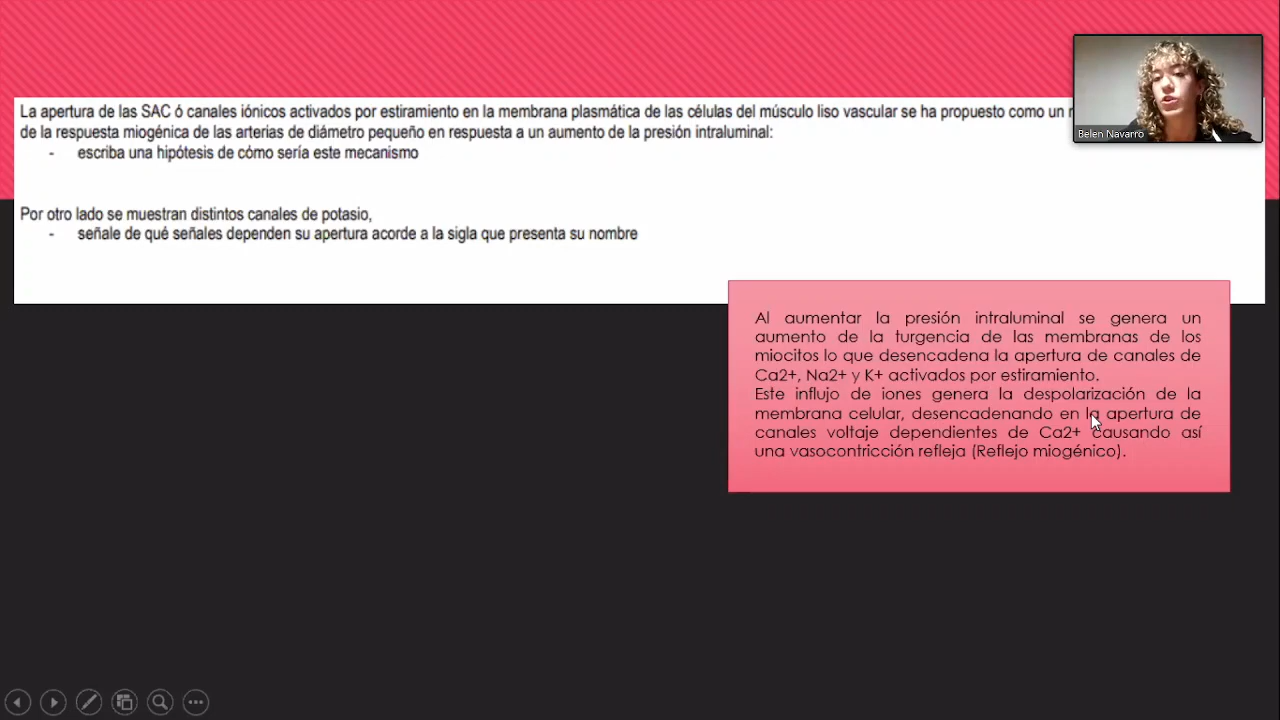 La apertura de las SAC ó canales iónicos activados por estiramiento en la membrana plasmática de las células del músculo liso vascular se ha propuesto como un
de la respuesta miogénica de las arterias de diámetro pequeño en respuesta a un aumento de la presión intraluminal:
- escriba una hipótesis de cómo sería este mecanismo
Por otro lado se muestran distintos canales de potasio,
- señale de qué señales dependen su apertura acorde a la sigla que presenta su nombre
Belen Navarro
Al aumentar la presión intraluminal se genera un
aumento de la turgencia de las membranas de los
miocitos lo que desencadena la apertura de canales de
Ca2+, Na2+ y K+ activados por estiramiento.
Este influjo de iones genera la despolarización de la
membrana celular, desencadenando en la apertura de
canales voltaje dependientes de Ca2+ causando así
una vasocontricción refleja (Reflejo miogénico).